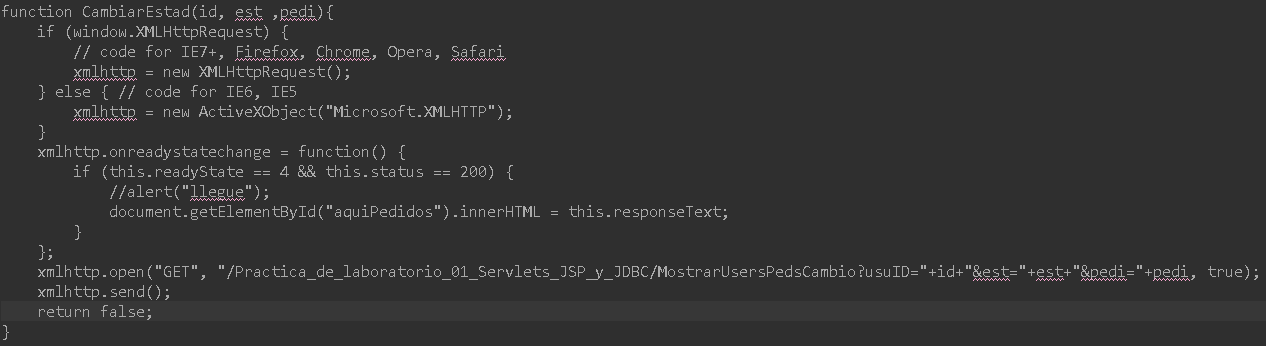 function CambiarEstad(id, est ,pedi){
    if (window.XMLHttpRequest) {
        // code for IE7+, Firefox, Chrome, Opera, Safari
        xmlhttp = new XMLHttpRequest();
    } else { // code for IE6, IE5
        xmlhttp = new ActiveXObject("Microsoft.XMLHTTP");
    }
    xmlhttp.onreadystatechange = function() {
        if (this.readyState == 4 && this.status == 200) {
            //alert("llegue");
            document.getElementById("aquiPedidos").innerHTML = this.responseText;
        }
    };
    xmlhttp.open("GET", "/Practica_de_laboratorio_01_Servlets_JSP_y_JDBC/MostrarUsersPedsCambio?usuID="+id+"&est="+est+"&pedi="+pedi, true);
    xmlhttp.send();
    return false;
}